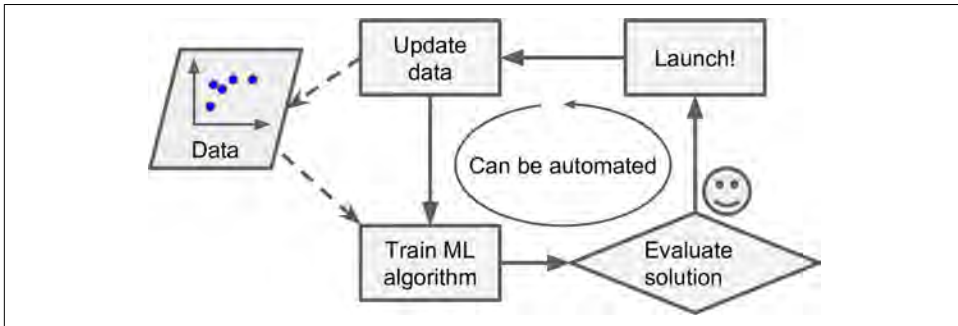 Update
data
Launch!
Data
Can be automated
Train ML
algorithm
Evaluate
solution